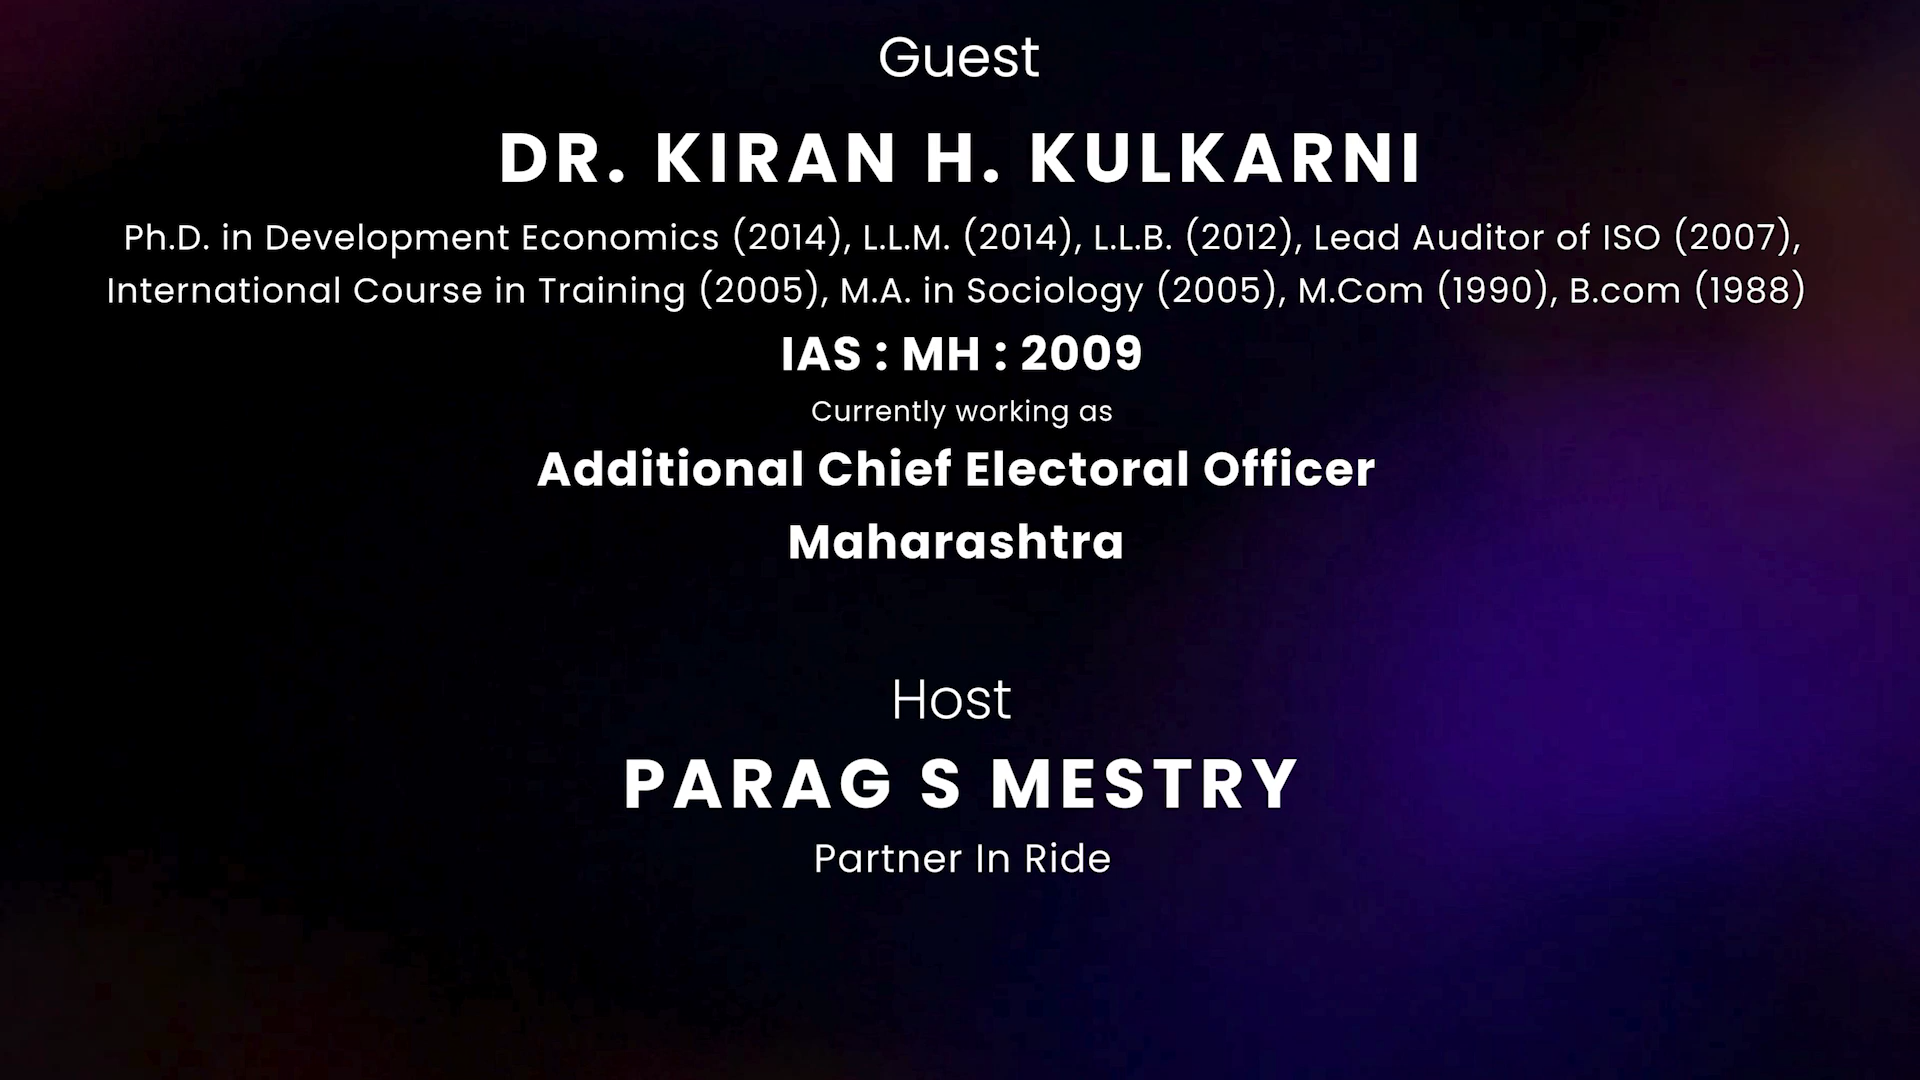 Guest
DR. KIRAN H. KULKARNI
Ph.D. in Development Economics (2014), L.L.M. (2014), L.L.B. (2012), Lead Auditor of ISO (2007),
International Course in Training (2005), M.A. in Sociology (2005), M.Com (1990), B.com (1988)
IAS : MH : 2009
Currently working as
Additional Chief Electoral Officer
Maharashtra
Host
PARAG S MESTRY
Partner In Ride